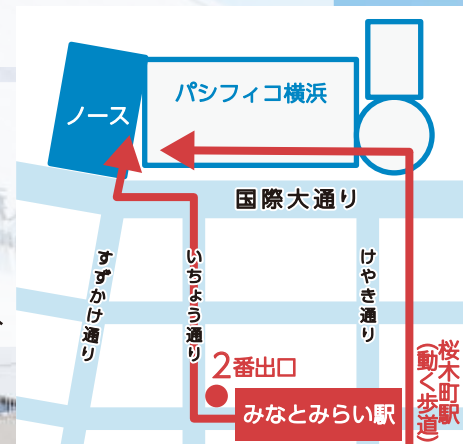 ノース
パシフィコ横浜
国際大通り
すずかけ通り
いちょう通り
けやき通り
2番出口
みなとみらい駅
桜木町駅
(動く歩道)